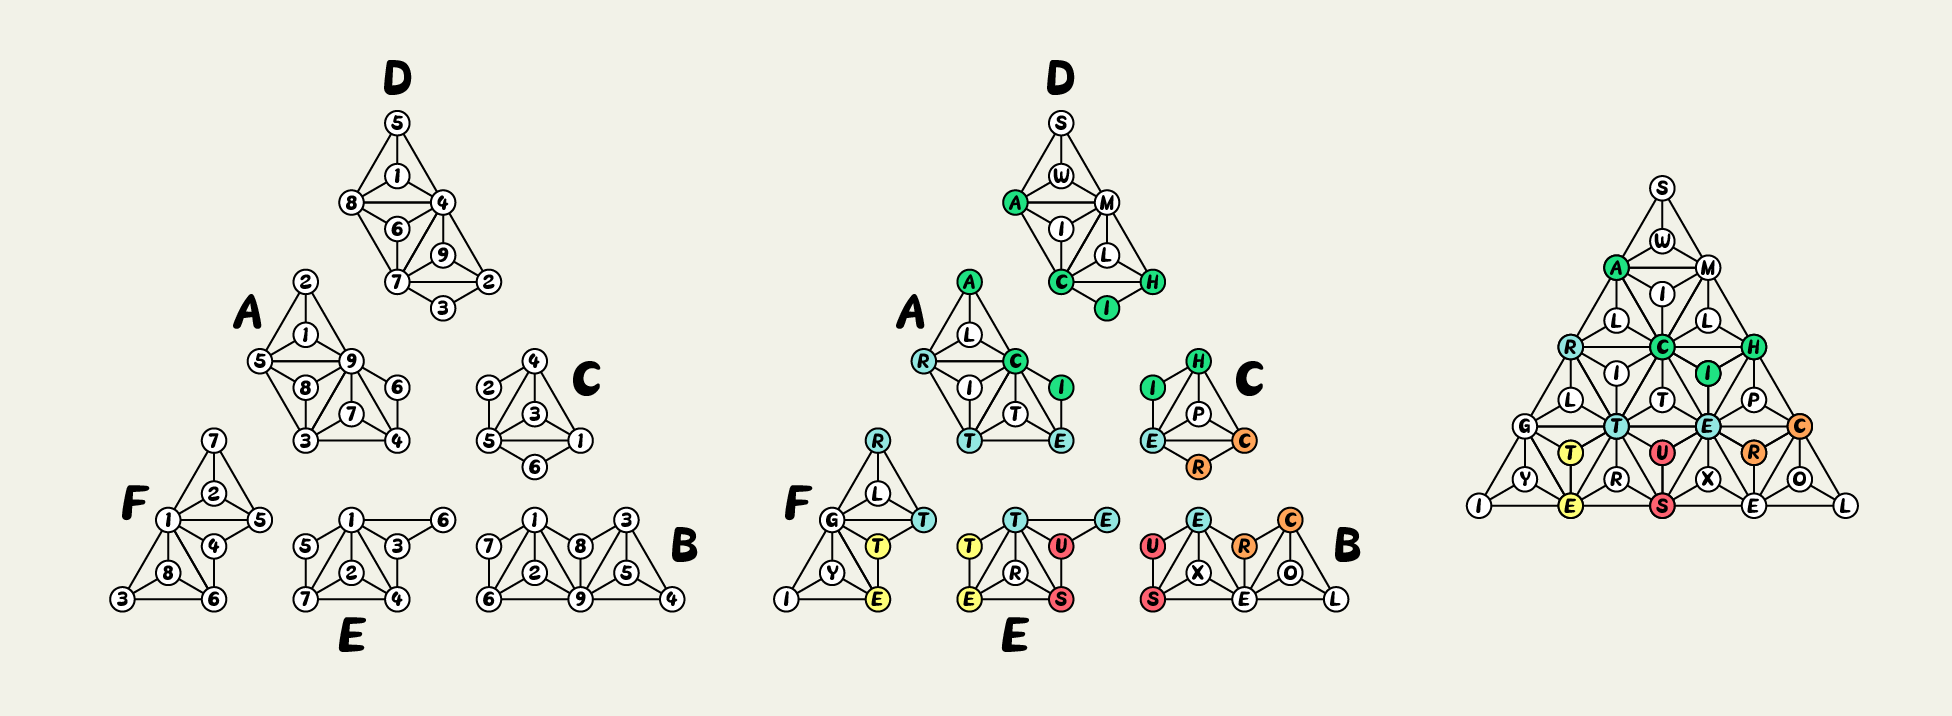 D
5
1
8 4
6
9
2 7 2
A 3
1
5 9 4
C
8 6 2
7 3
7 3 4 5 1
6
2
F 1 5 1 6 1 3
4 5 3 7 8 B
8 2 2 5
3 6 7 4 6 9 4
E
D
S
W
A M
I
L
A C H
A I
L
R C H
C
I I I
T P
R T E E C
R
L
F G T T E E C
T T U U R B
Y R X O
I E E S S E L
E
S
W
A M
I
L L
R C H
I I
L T P
G T E C
T U R
Y R X O
I E S E L